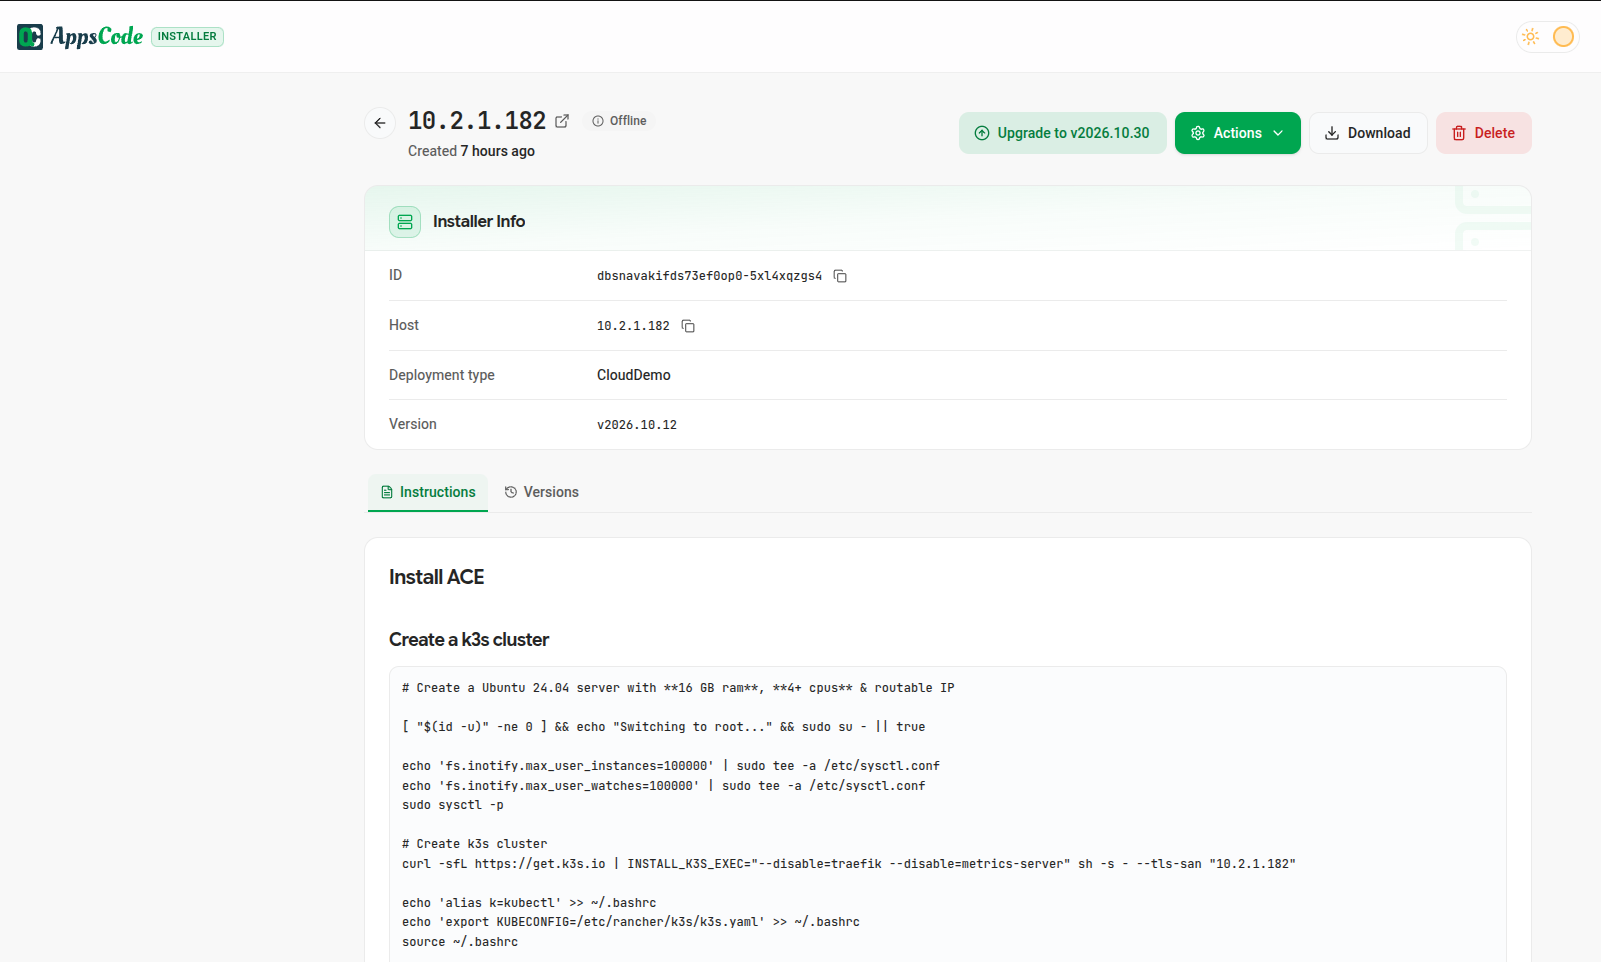 AppsCode INSTALLER
10.2.1.182 Offline
Created 7 hours ago
Upgrade to v2026.10.30 Actions Download Delete
Installer Info
ID dbsnavakifds73ef0op0-5xl4xqzgs4
Host 10.2.1.182
Deployment type CloudDemo
Version v2026.10.12
Instructions Versions
Install ACE
Create a k3s cluster
# Create a Ubuntu 24.04 server with **16 GB ram**, **4+ cpus** & routable IP
[ "$(id -u)" -ne 0 ] && echo "Switching to root..." && sudo su - || true
echo 'fs.inotify.max_user_instances=100000' | sudo tee -a /etc/sysctl.conf
echo 'fs.inotify.max_user_watches=100000' | sudo tee -a /etc/sysctl.conf
sudo sysctl -p
# Create k3s cluster
curl -sfL https://get.k3s.io | INSTALL_K3S_EXEC="--disable=traefik --disable=metrics-server" sh -s - --tls-san "10.2.1.182"
echo 'alias k=kubectl' >> ~/.bashrc
echo 'export KUBECONFIG=/etc/rancher/k3s/k3s.yaml' >> ~/.bashrc
source ~/.bashrc